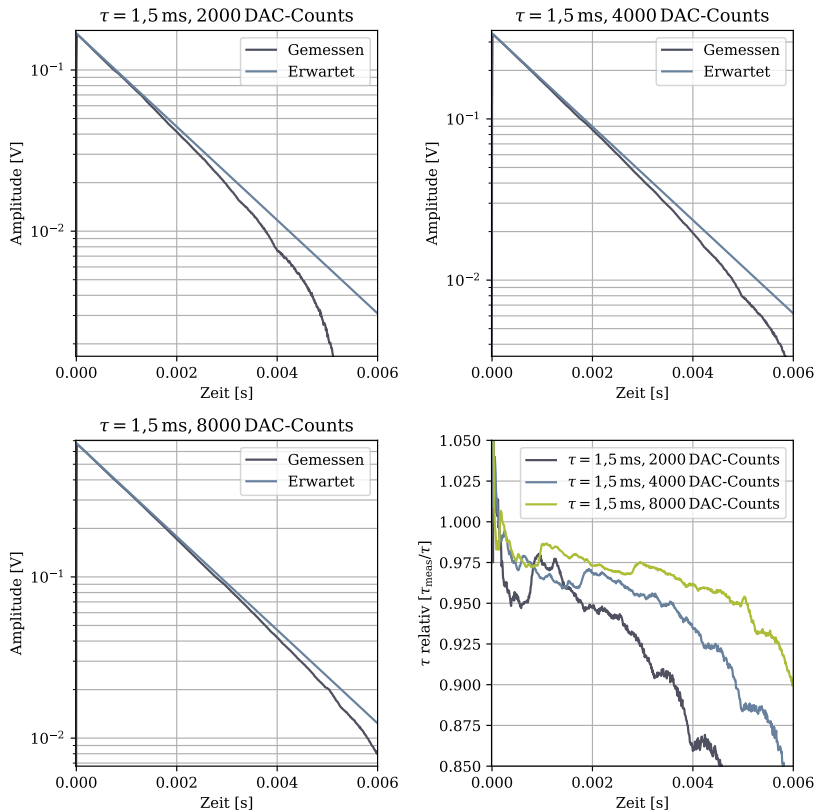 τ = 1,5 ms, 2000 DAC-Counts
Amplitude [V]
10⁻¹
10⁻²
Gemessen
Erwartet
0.000 0.002 0.004 0.006
Zeit [s]
τ = 1,5 ms, 4000 DAC-Counts
Amplitude [V]
10⁻¹
10⁻²
Gemessen
Erwartet
0.000 0.002 0.004 0.006
Zeit [s]
τ = 1,5 ms, 8000 DAC-Counts
Amplitude [V]
10⁻¹
10⁻²
Gemessen
Erwartet
0.000 0.002 0.004 0.006
Zeit [s]
τ relativ [τmeas/τ]
1.050
1.025
1.000
0.975
0.950
0.925
0.900
0.875
0.850
τ = 1,5 ms, 2000 DAC-Counts
τ = 1,5 ms, 4000 DAC-Counts
τ = 1,5 ms, 8000 DAC-Counts
0.000 0.002 0.004 0.006
Zeit [s]